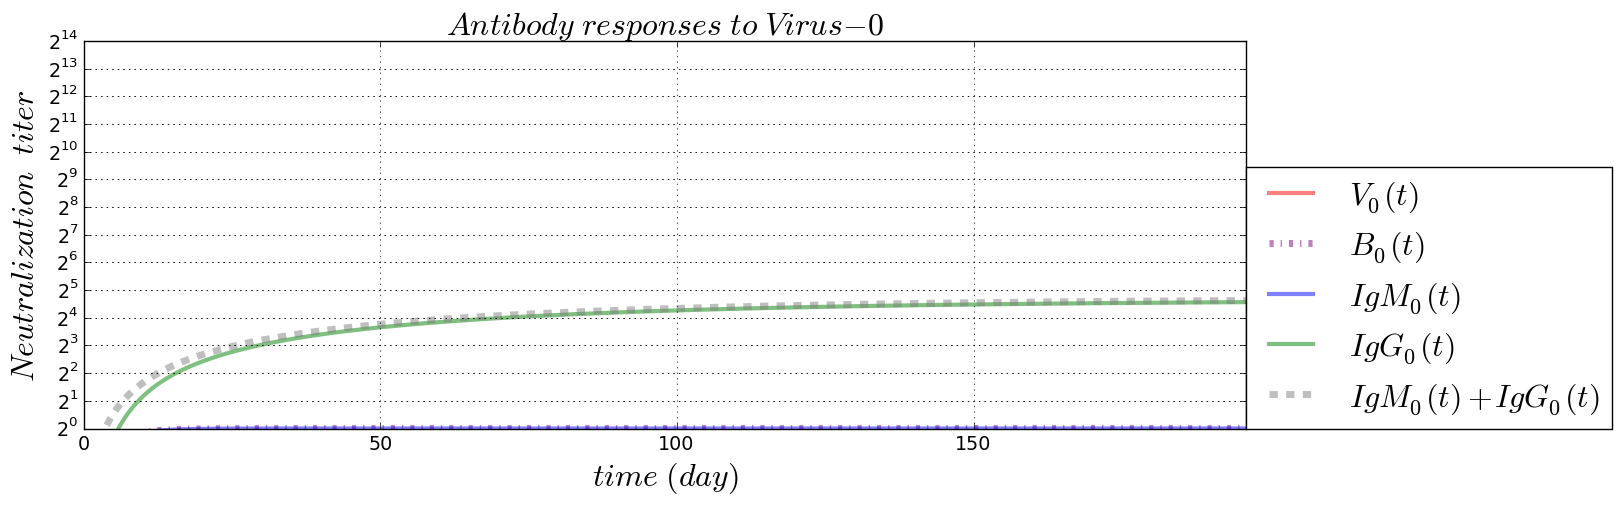 Antibody responses to Virus−0
Neutralization titer
2^14
2^13
2^12
2^11
2^10
2^9
2^8
2^7
2^6
2^5
2^4
2^3
2^2
2^1
2^0
0 50 100 150
time (day)
V_0(t)
B_0(t)
IgM_0(t)
IgG_0(t)
IgM_0(t)+IgG_0(t)